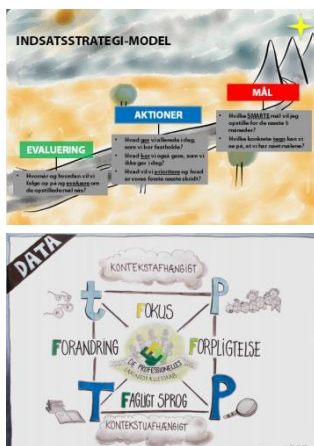 INDSATSSTRATEGI-MODEL
MÅL
• Hvilke SMARTE mål vil jeg
opstille for de næste 3
måneder?
• Hvilke konkrete tegn kan vi
se på, at vi har nået målene?
AKTIONER
• Hvad gør vi allerede i dag,
som vi bør fastholde?
• Hvad bør vi også gøre, som vi
ikke gør i dag?
• Hvad vil vi prioritere og hvad
er vores første næste skridt?
EVALUERING
• Hvornår og hvordan vil vi
følge op på og evaluere om
de opstillede mål nås?
DATA
KONTEKSTAFHÆNGIGT
t
P
FOKUS
FORANDRING
FORPLIGTELSE
DE PROFESSIONELLES
T
FAGLIGT SPROG
P
KONTEKSTUAFHÆNGIGT